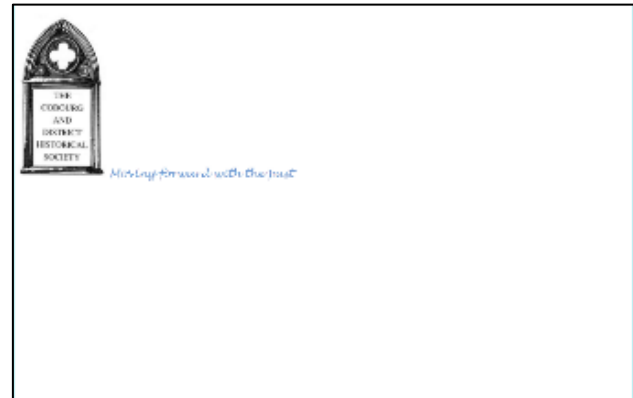 THE
COBOURG
AND
DISTRICT
HISTORICAL
SOCIETY
Moving forward with the Past